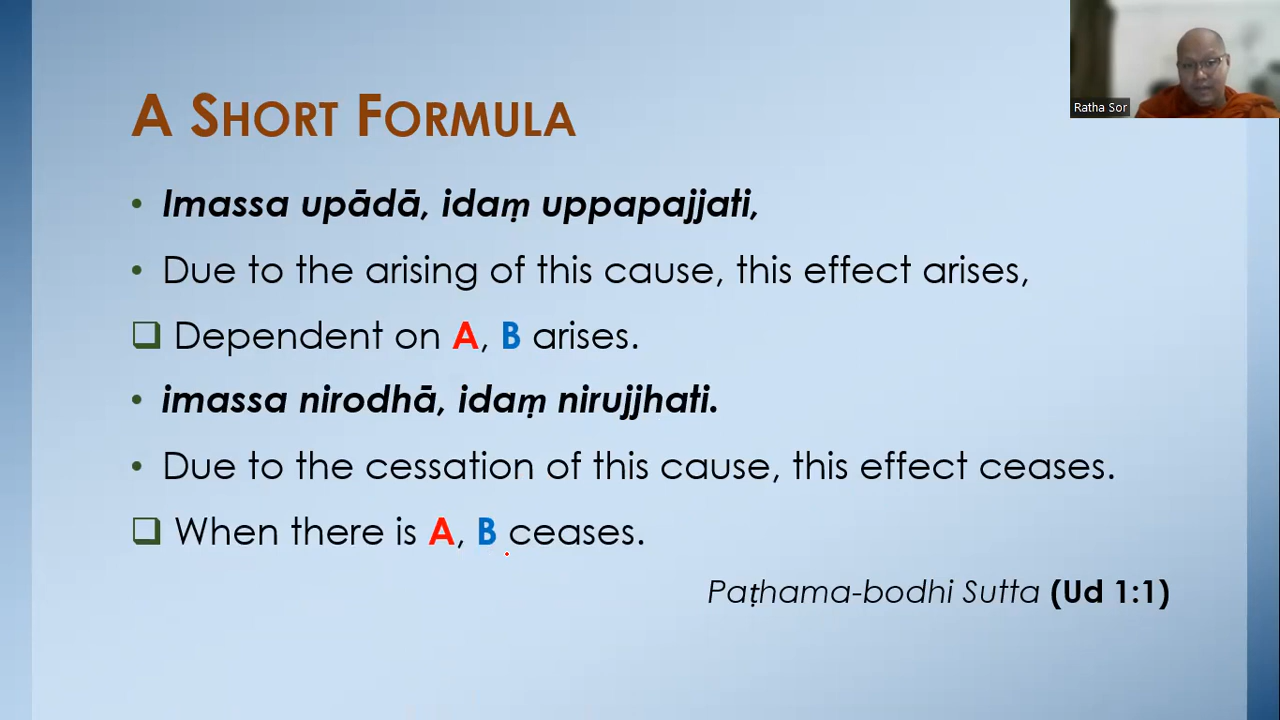 Ratha Sor
A SHORT FORMULA
• Imassa upādā, idaṃ uppapajjati,
• Due to the arising of this cause, this effect arises,
❑ Dependent on A, B arises.
• imassa nirodhā, idaṃ nirujjhati.
• Due to the cessation of this cause, this effect ceases.
❑ When there is A, B ceases.
Paṭhama-bodhi Sutta (Ud 1:1)